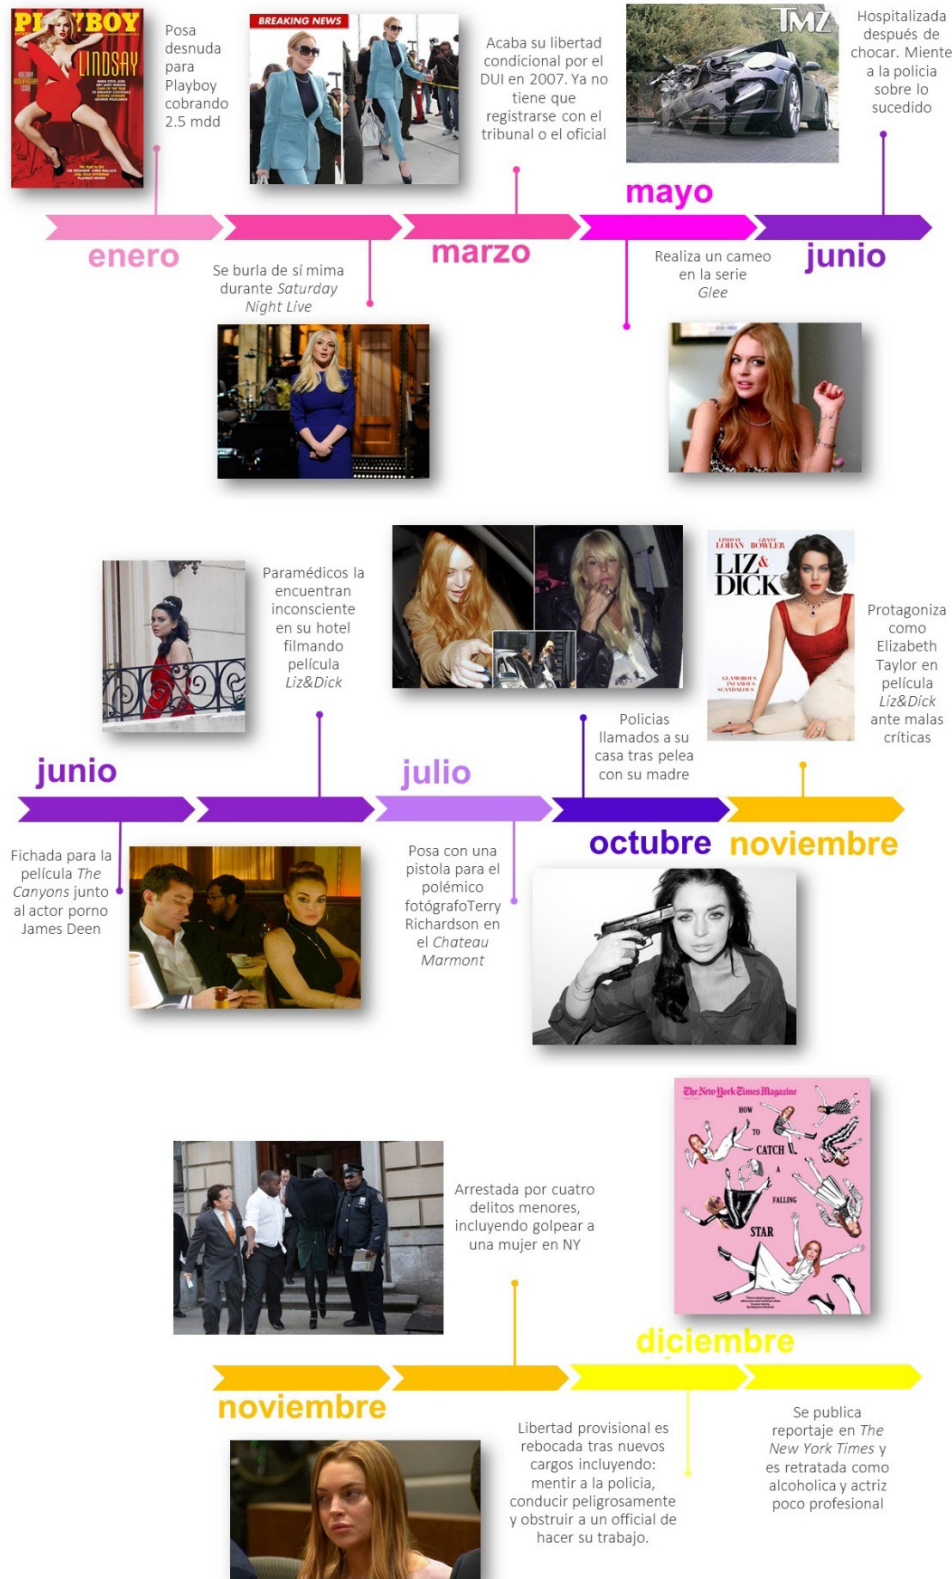 PLAYBOY
LINDSAY
Posa
desnuda
para
Playboy
cobrando
2.5 mdd
BREAKING NEWS
Acaba su libertad
condicional por el
DUI en 2007. Ya no
tiene que
registrarse con el
tribunal o el oficial
TMZ
Hospitalizada
después de
chocar. Miente
a la policia
sobre lo
sucedido
mayo
enero
marzo
junio
Se burla de sí mima
durante Saturday
Night Live
Realiza un cameo
en la serie
Glee
Paramédicos la
encuentran
inconsciente
en su hotel
filmando
película
Liz&Dick
LINDSAY LOHAN GRANT BOWLER
LIZ&
DICK
GLAMOROUS
INFAMOUS
SCANDALOUS
Protagoniza
como
Elizabeth
Taylor en
película
Liz&Dick
ante malas
críticas
Policias
llamados a su
casa tras pelea
con su madre
junio
julio
octubre
noviembre
Fichada para la
película The
Canyons junto
al actor porno
James Deen
Posa con una
pistola para el
polémico
fotógrafoTerry
Richardson en
el Chateau
Marmont
The New York Times Magazine
HOW
TO
CATCH
A
FALLING
STAR
Arrestada por cuatro
delitos menores,
incluyendo golpear a
una mujer en NY
diciembre
noviembre
Libertad provisional es
rebocada tras nuevos
cargos incluyendo:
mentir a la policia,
conducir peligrosamente
y obstruir a un official de
hacer su trabajo.
Se publica
reportaje en The
New York Times y
es retratada como
alcoholica y actriz
poco profesional